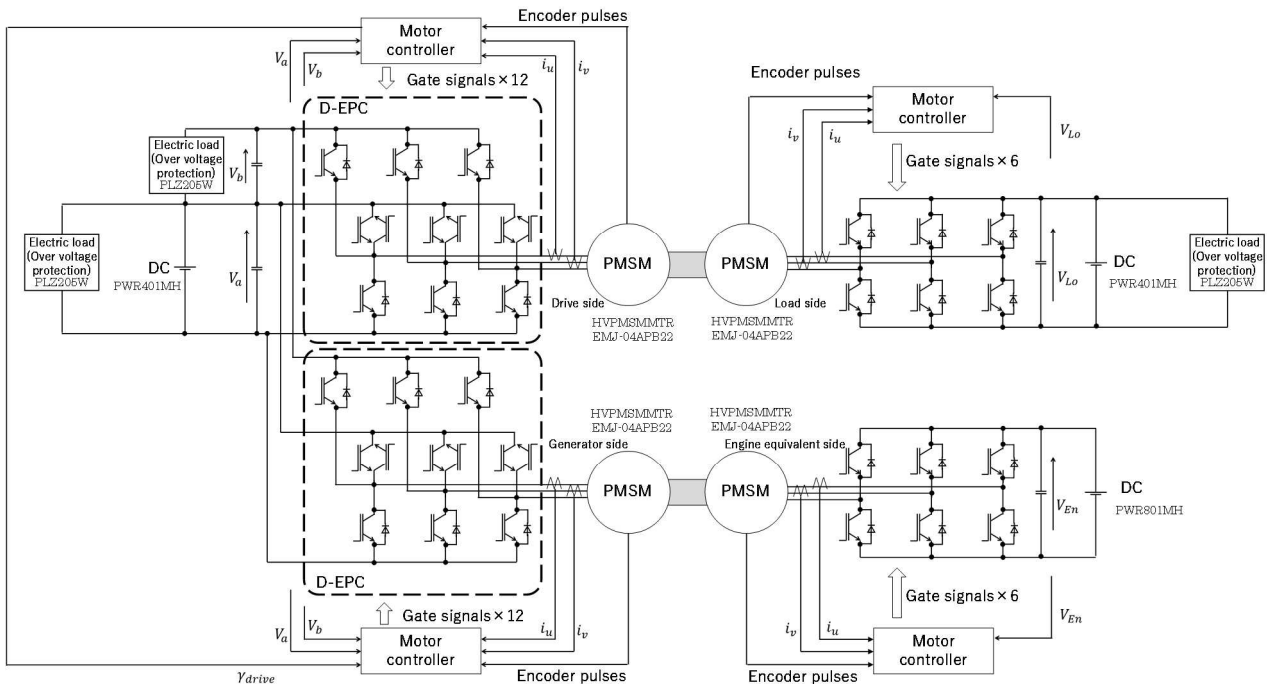 Encoder pulses
Motor
controller
V_a
V_b
i_u
i_v
Gate signals×12
D-EPC
Electric load
(Over voltage
protection)
PLZ205W
V_b
Electric load
(Over voltage
protection)
PLZ205W
DC
PWR401MH
V_a
PMSM
Drive side
HVPMSMMTR
EMJ-04APB22
Encoder pulses
Motor
controller
i_v
i_u
V_Lo
Gate signals×6
PMSM
Load side
HVPMSMMTR
EMJ-04APB22
V_Lo
DC
PWR401MH
Electric load
(Over voltage
protection)
PLZ205W
HVPMSMMTR
EMJ-04APB22
Generator side
PMSM
HVPMSMMTR
EMJ-04APB22
Engine equivalent side
PMSM
V_En
DC
PWR801MH
D-EPC
Gate signals×12
V_a
V_b
i_u
i_v
Motor
controller
Encoder pulses
γ_drive
Gate signals×6
i_v
i_u
V_En
Motor
controller
Encoder pulses